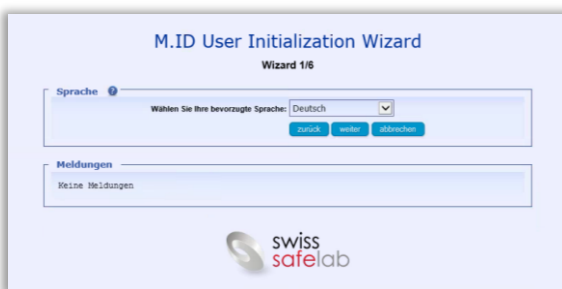 M.ID User Initialization Wizard
Wizard 1/6
Sprache ?
Wählen Sie Ihre bevorzugte Sprache: Deutsch
zurück weiter abbrechen
Meldungen
Keine Meldungen
swiss
safelab